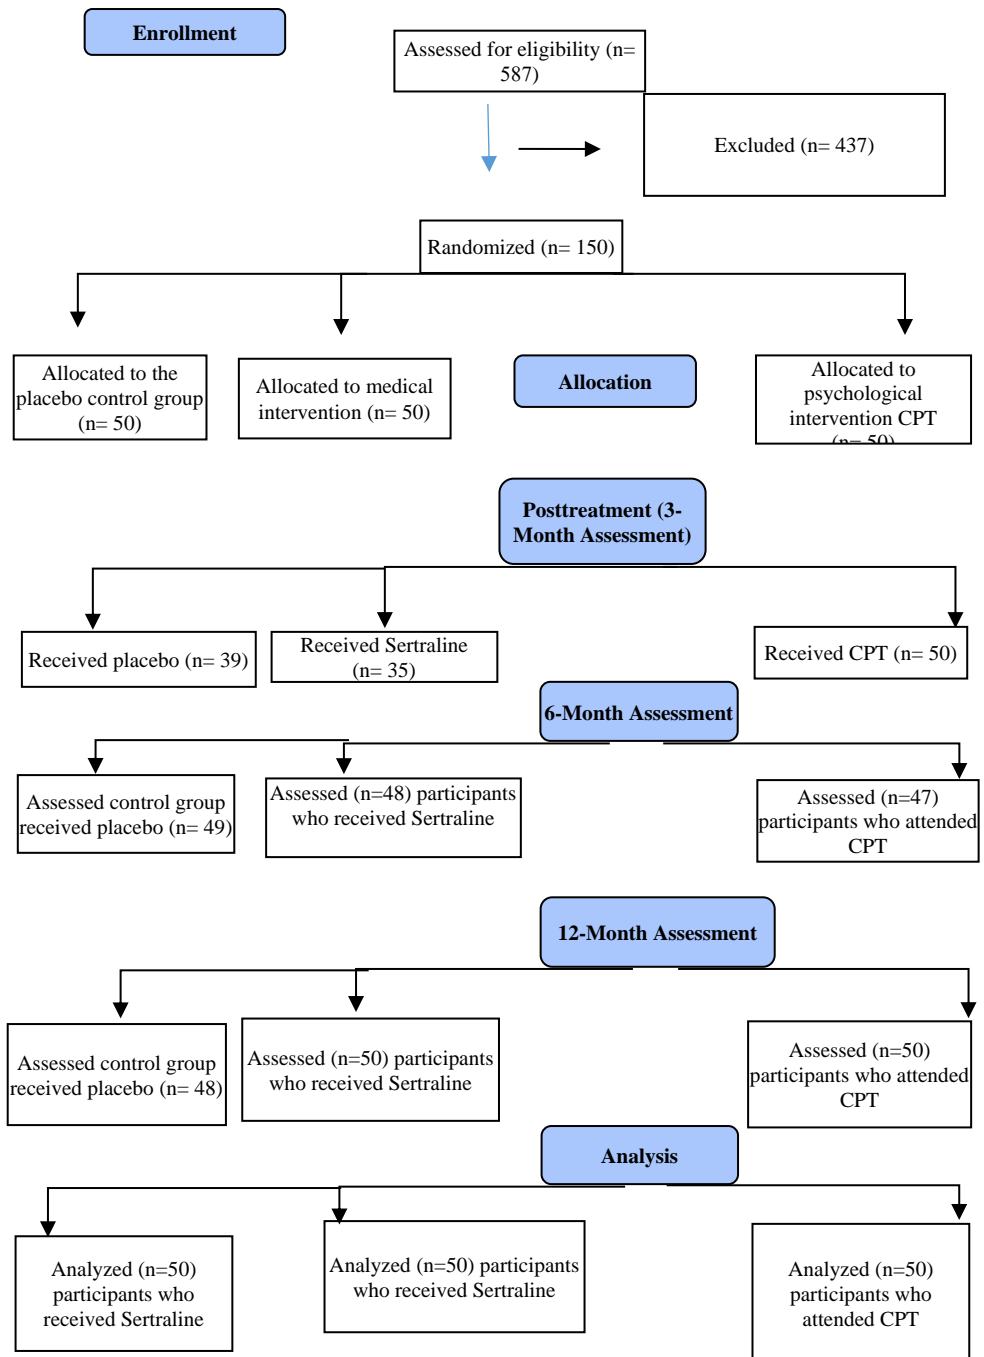 Enrollment
Assessed for eligibility (n=
587)
Excluded (n= 437)
Randomized (n= 150)
Allocated to the
placebo control group
(n= 50)
Allocated to medical
intervention (n= 50)
Allocation
Allocated to
psychological
intervention CPT
(n= 50)
Posttreatment (3-
Month Assessment)
Received placebo (n= 39)
Received Sertraline
(n= 35)
Received CPT (n= 50)
6-Month Assessment
Assessed control group
received placebo (n= 49)
Assessed (n=48) participants
who received Sertraline
Assessed (n=47)
participants who attended
CPT
12-Month Assessment
Assessed control group
received placebo (n= 48)
Assessed (n=50) participants
who received Sertraline
Assessed (n=50)
participants who attended
CPT
Analysis
Analyzed (n=50)
participants who
received Sertraline
Analyzed (n=50) participants
who received Sertraline
Analyzed (n=50)
participants who
attended CPT